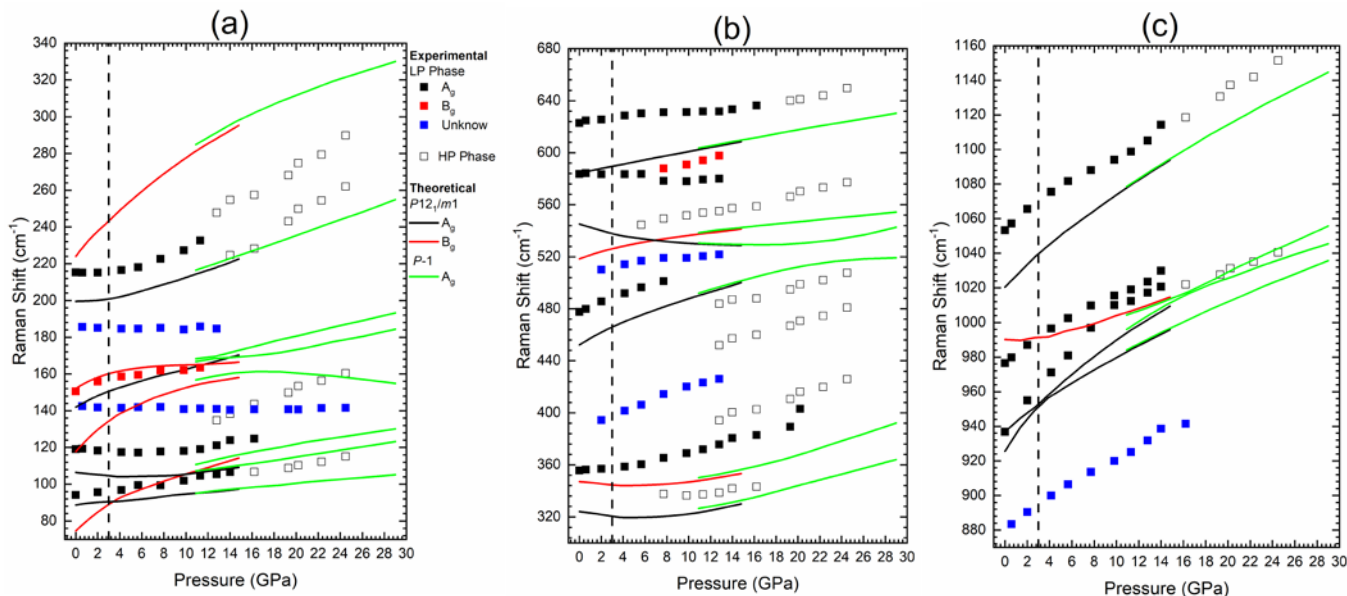 (a)
340
320
300
280
260
240
220
200
180
160
140
120
100
80
Raman Shift (cm-1)
0 2 4 6 8 10 12 14 16 18 20 22 24 26 28 30
Pressure (GPa)
Experimental
LP Phase
Ag
Bg
Unknow
HP Phase
Theoretical
P121/m1
Ag
Bg
P-1
Ag
(b)
680
640
600
560
520
480
440
400
360
320
Raman Shift (cm-1)
0 2 4 6 8 10 12 14 16 18 20 22 24 26 28 30
Pressure (GPa)
(c)
1160
1140
1120
1100
1080
1060
1040
1020
1000
980
960
940
920
900
880
Raman Shift (cm-1)
0 2 4 6 8 10 12 14 16 18 20 22 24 26 28 30
Pressure (GPa)